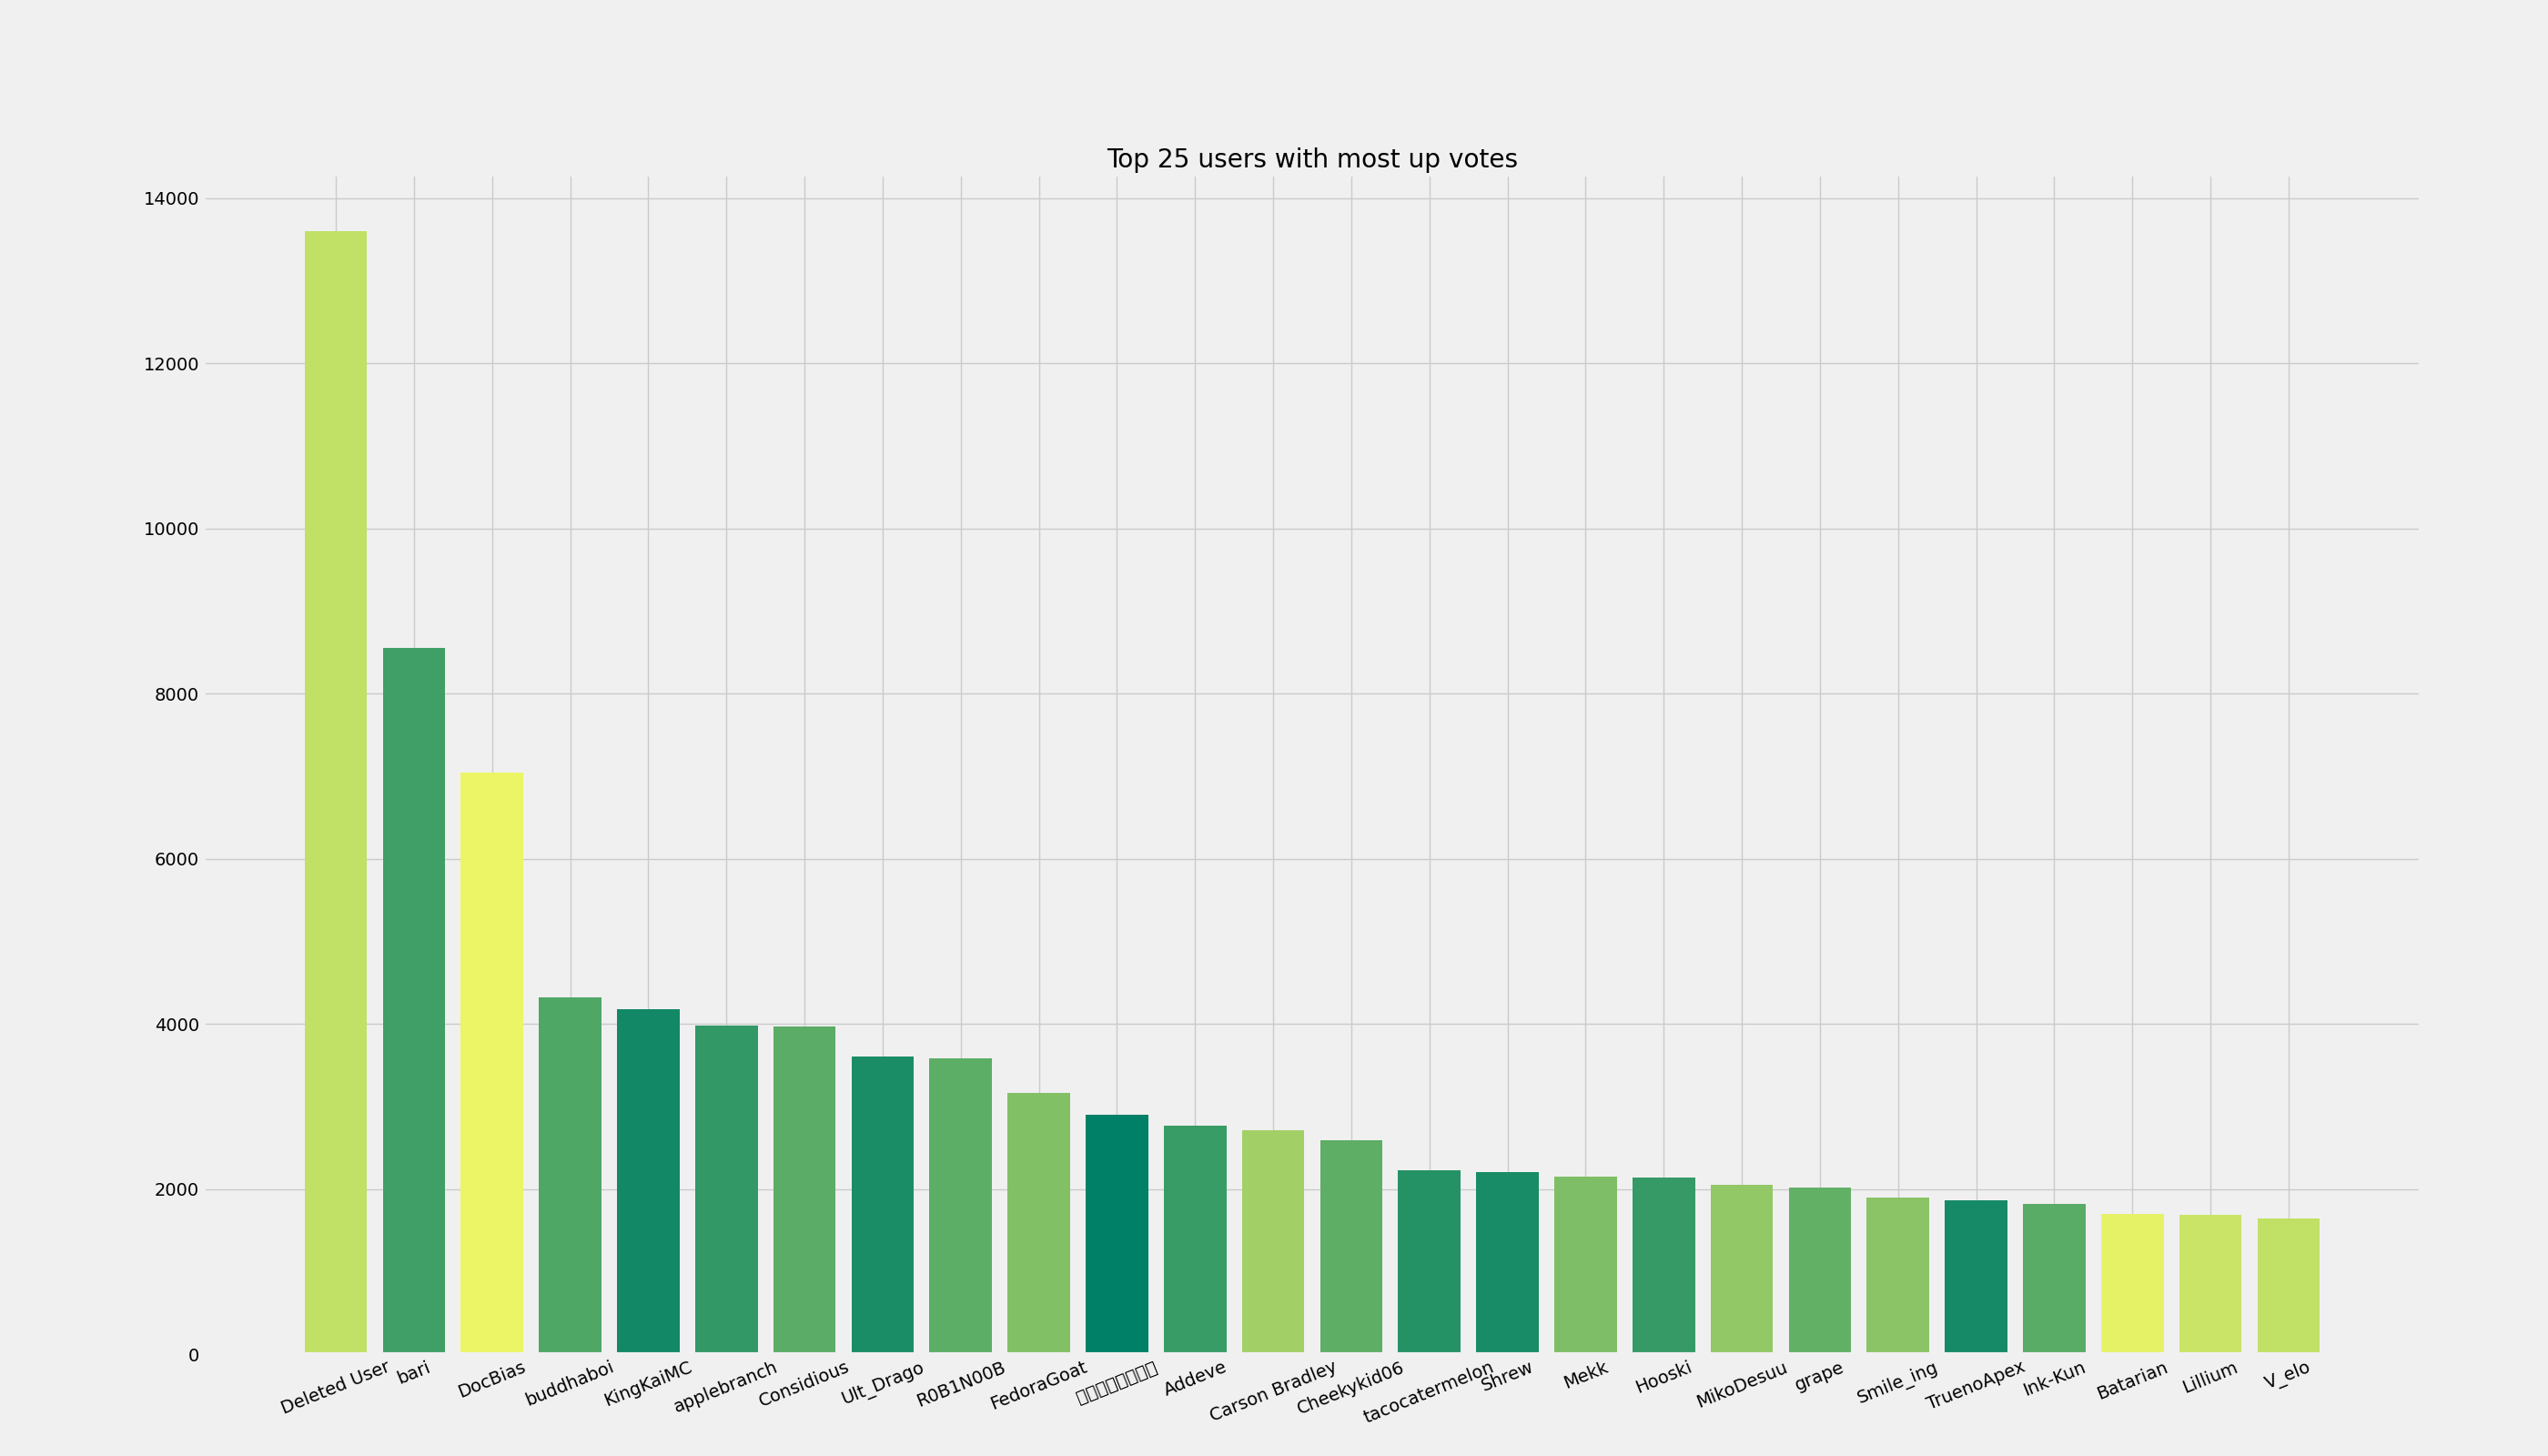 Top 25 users with most up votes
14000
12000
10000
8000
6000
4000
2000
0
Deleted User
bari
DocBias
buddhaboi
KingKaiMC
applebranch
Considious
Ult_Drago
R0B1N00B
FedoraGoat
Addeve
Carson Bradley
Cheekykid06
tacocatermelon
Shrew
Mekk
Hooski
MikoDesuu
grape
Smile_ing
TruenoApex
Ink-Kun
Batarian
Lillium
V_elo